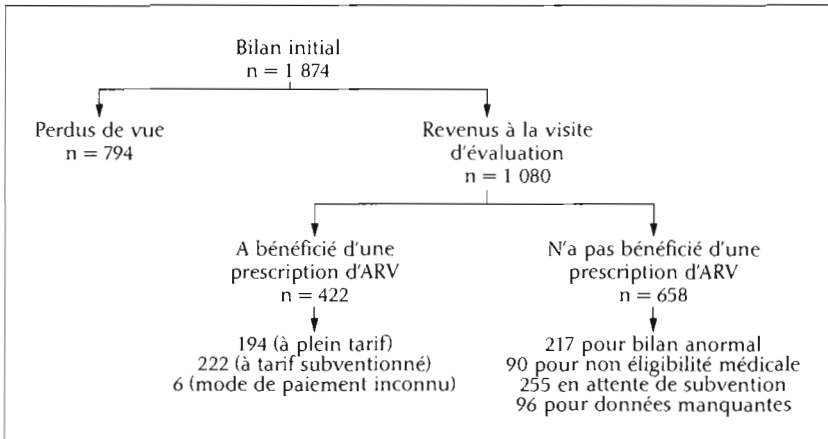 Bilan initial
n = 1 874
Perdus de vue
n = 794
Revenus à la visite
d'évaluation
n = 1 080
A bénéficié d'une
prescription d'ARV
n = 422
N'a pas bénéficié d'une
prescription d'ARV
n = 658
194 (à plein tarif)
222 (à tarif subventionné)
6 (mode de paiement inconnu)
217 pour bilan anormal
90 pour non éligibilité médicale
255 en attente de subvention
96 pour données manquantes